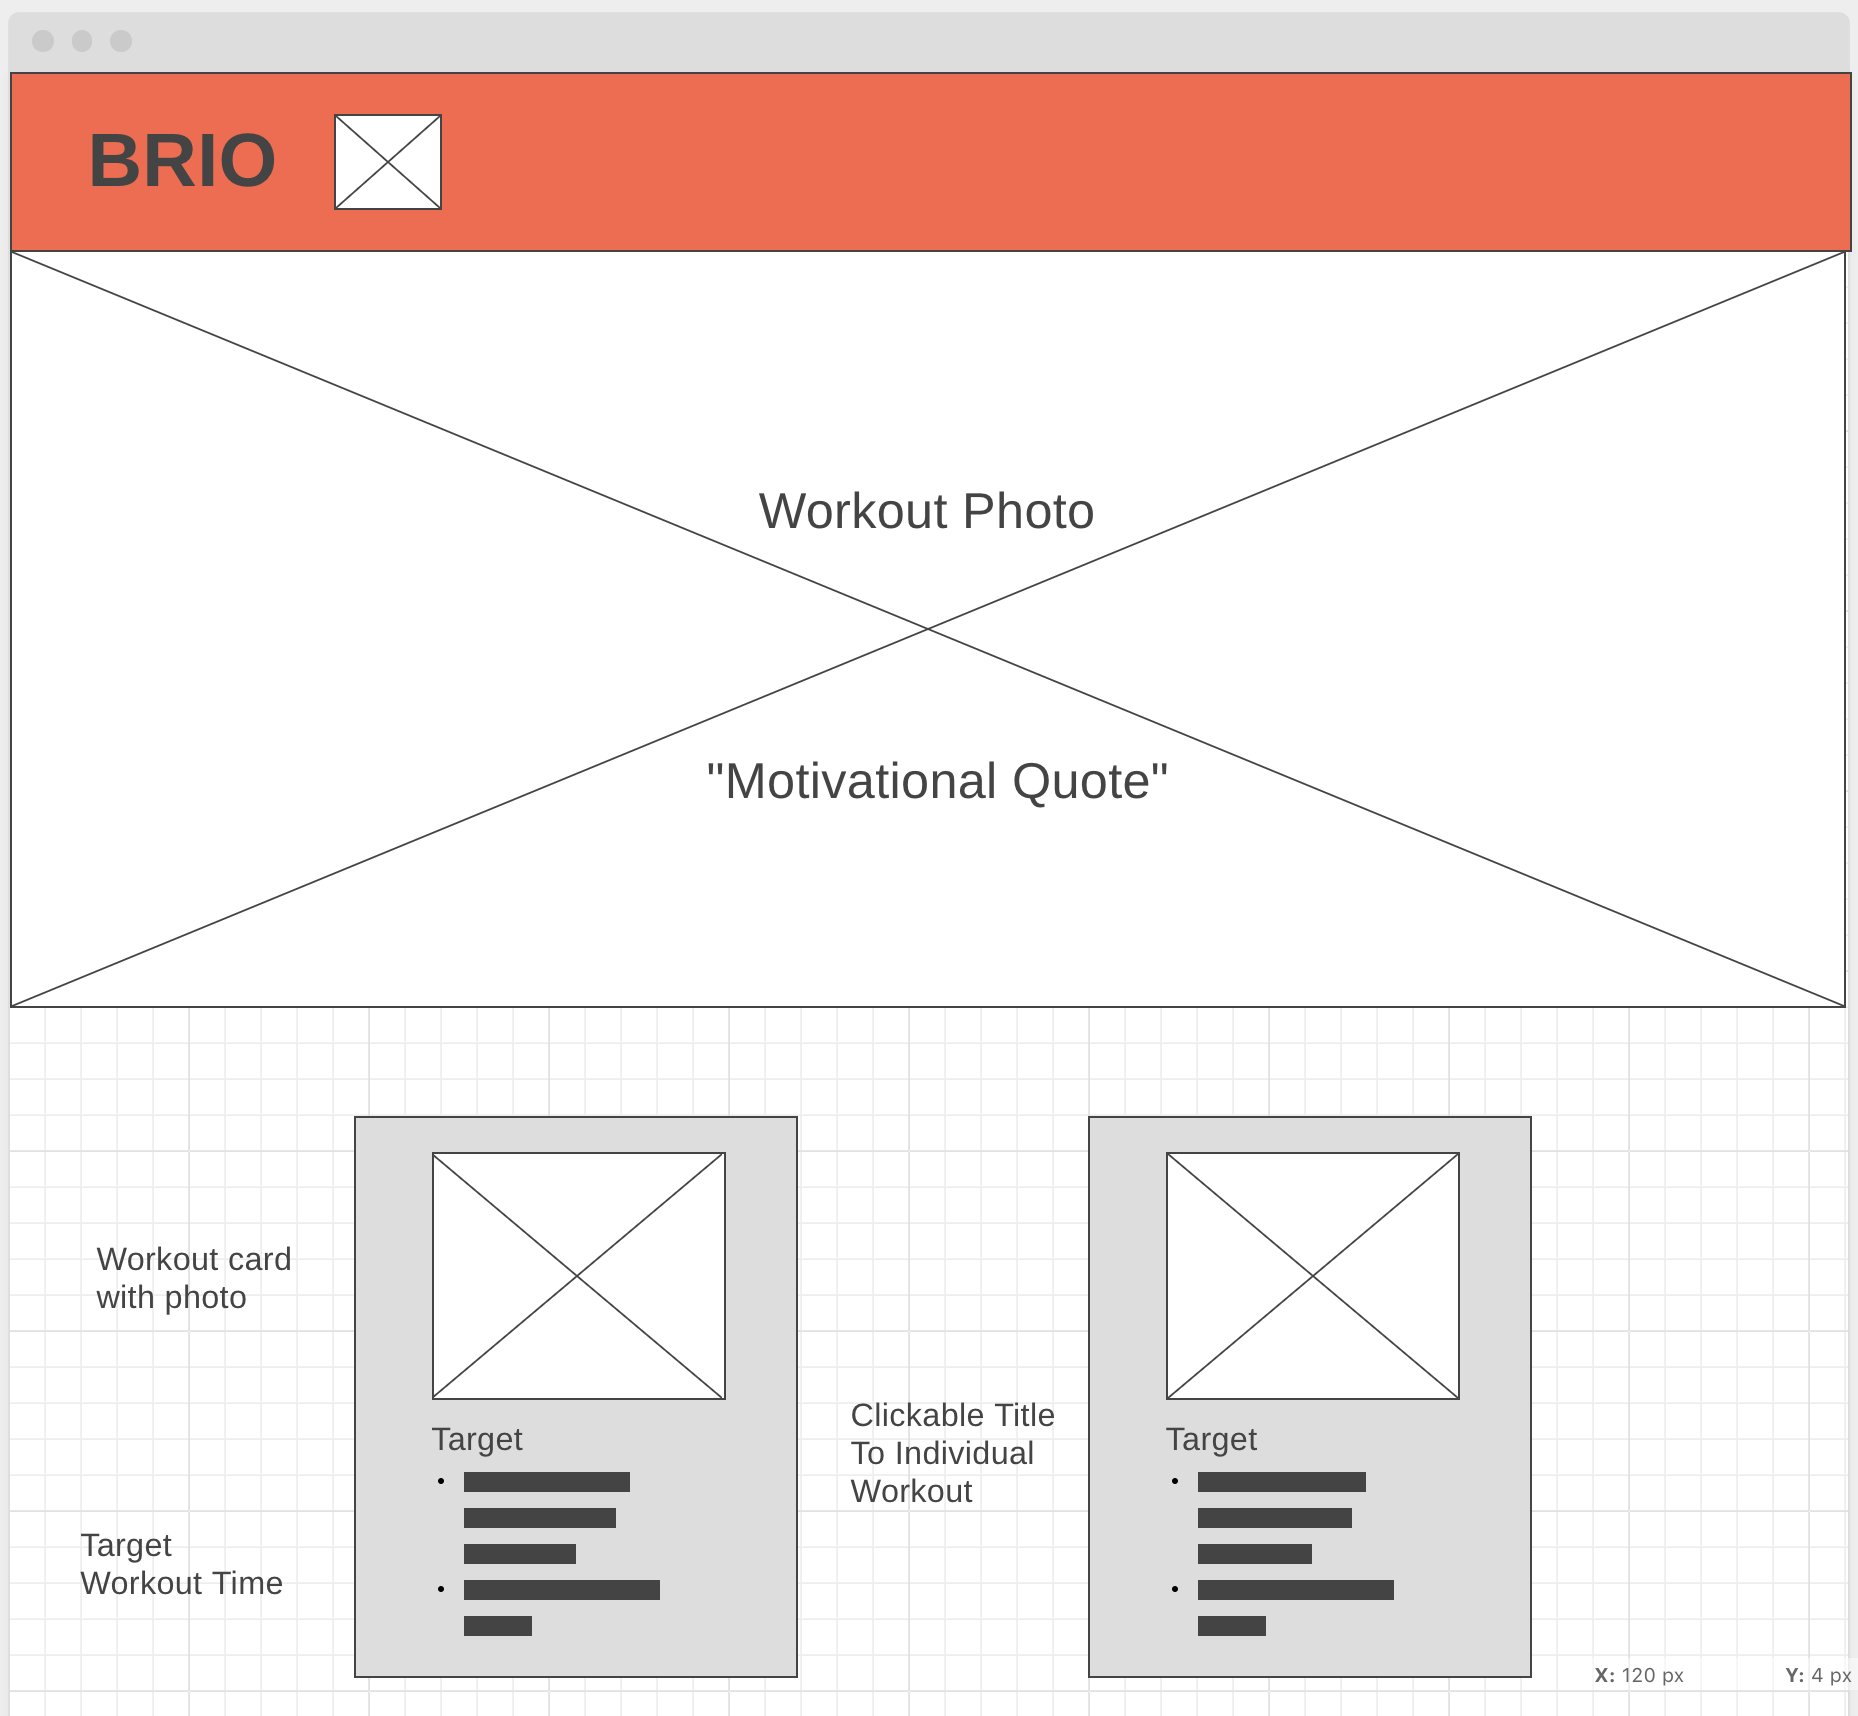 BRIO
Workout Photo
"Motivational Quote"
Workout card
with photo
Target
Workout Time
Target
Clickable Title
To Individual
Workout
Target
X: 120 px
Y: 4 px